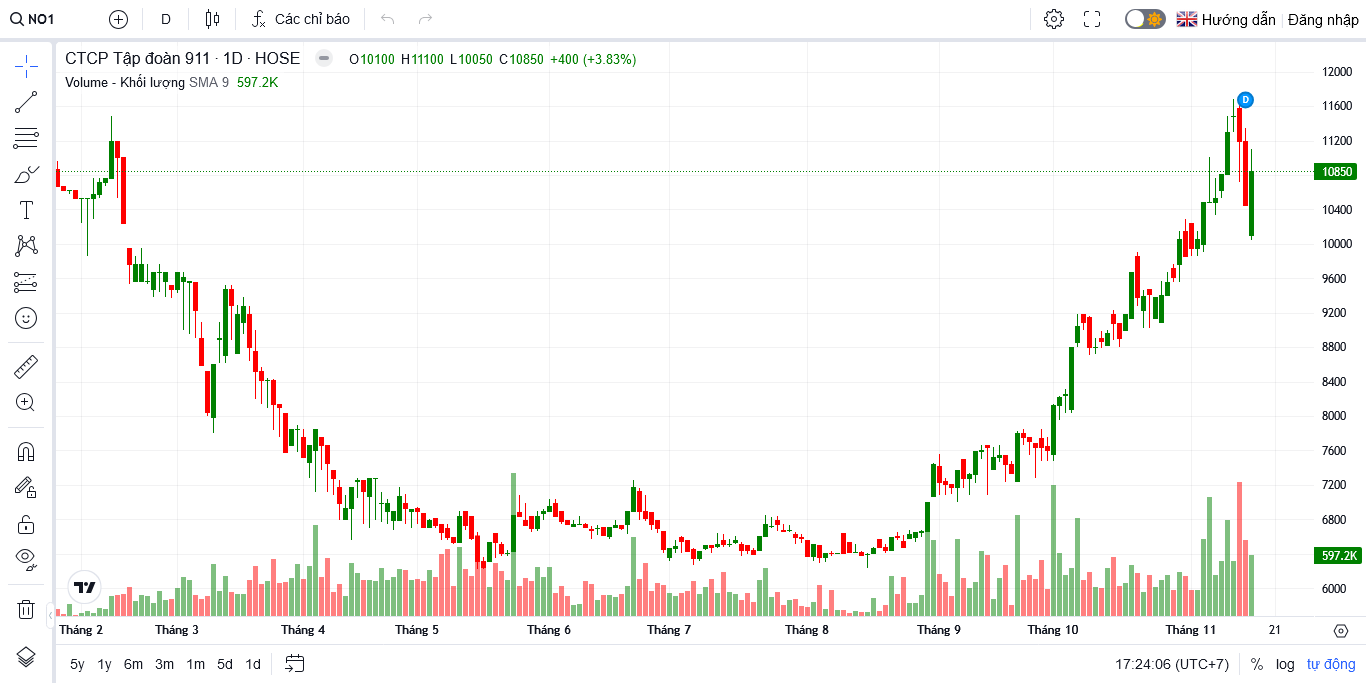 NO1 D Các chỉ báo Hướng dẫn Đăng nhập
CTCP Tập đoàn 911 · 1D · HOSE O10100 H11100 L10050 C10850 +400 (+3.83%)
Volume - Khối lượng SMA 9 597.2K
D
12000
11600
11200
10850
10400
10000
9600
9200
8800
8400
8000
7600
7200
6800
597.2K
6000
Tháng 2 Tháng 3 Tháng 4 Tháng 5 Tháng 6 Tháng 7 Tháng 8 Tháng 9 Tháng 10 Tháng 11 21
5y 1y 6m 3m 1m 5d 1d 17:24:06 (UTC+7) % log tự động